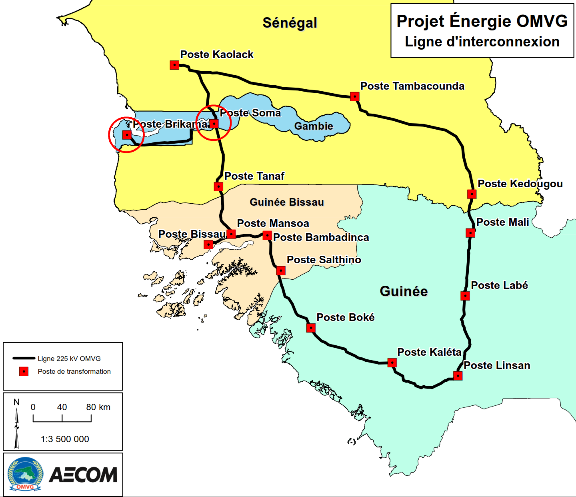 Projet Énergie OMVG
Ligne d'interconnexion
Sénégal
Poste Kaolack
Poste Tambacounda
Poste Soma
Poste Brikama
Gambie
Poste Tanaf
Poste Kedougou
Guinée Bissau
Poste Mansoa
Poste Mali
Poste Bissau
Poste Bambadinca
Poste Salthino
Guinée
Poste Labé
Poste Boké
Poste Kaléta
Poste Linsan
Ligne 225 kV OMVG
Poste de transformation
N
0 40 80 km
1:3 500 000
OMVG
AECOM